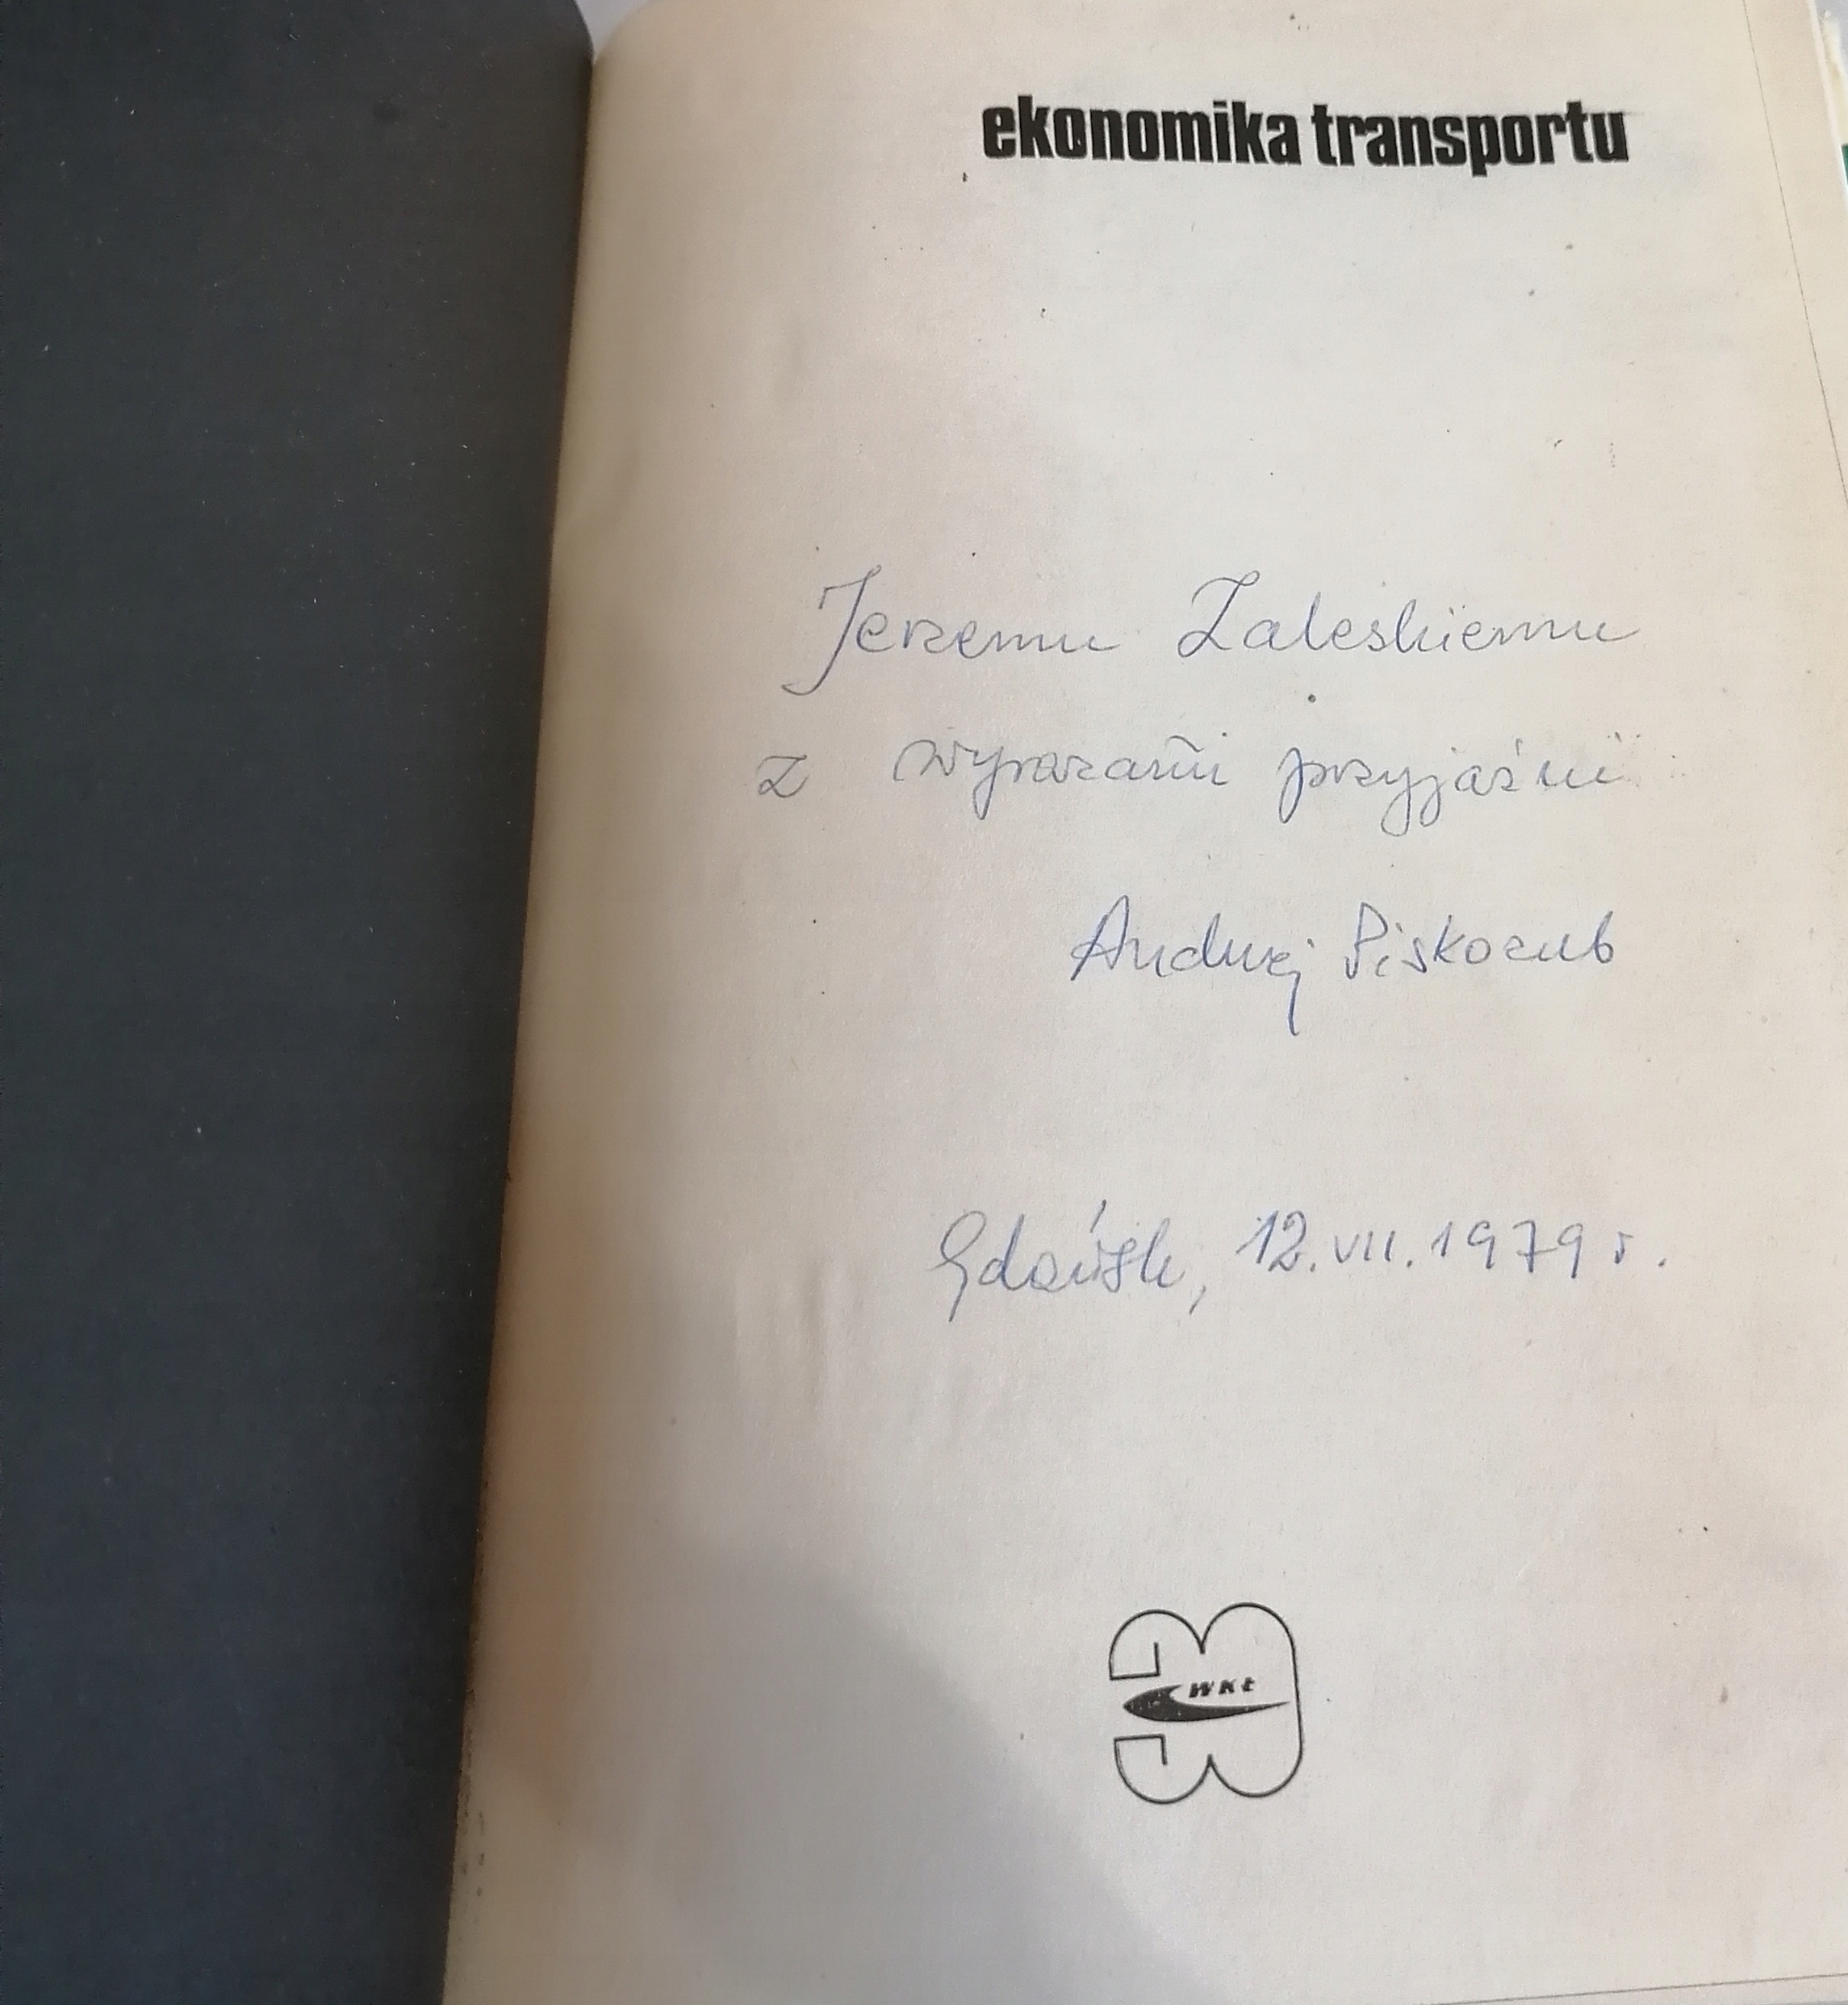 ekonomika transportu
Jerzemu Zaleskiemu
z wyrazami przyjaźni
Andrzej Piskozub
Gdańsk, 12.VII.1979 r.
WKŁ